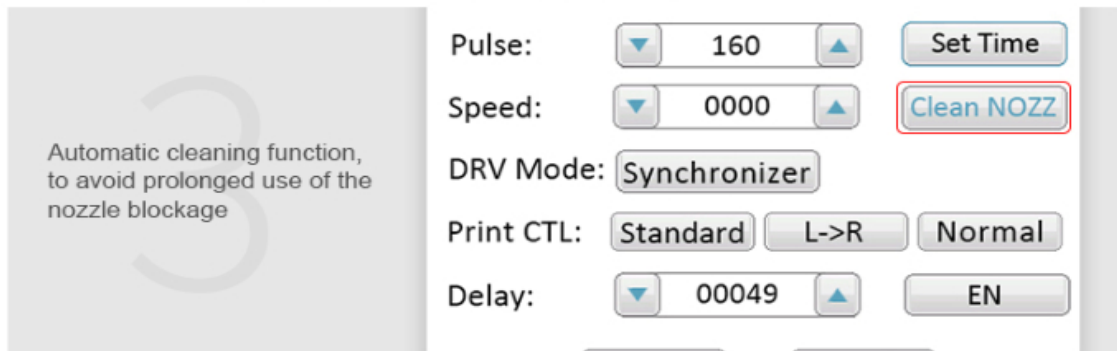 3
Automatic cleaning function,
to avoid prolonged use of the
nozzle blockage
Pulse: 160 Set Time
Speed: 0000 Clean NOZZ
DRV Mode: Synchronizer
Print CTL: Standard L->R Normal
Delay: 00049 EN